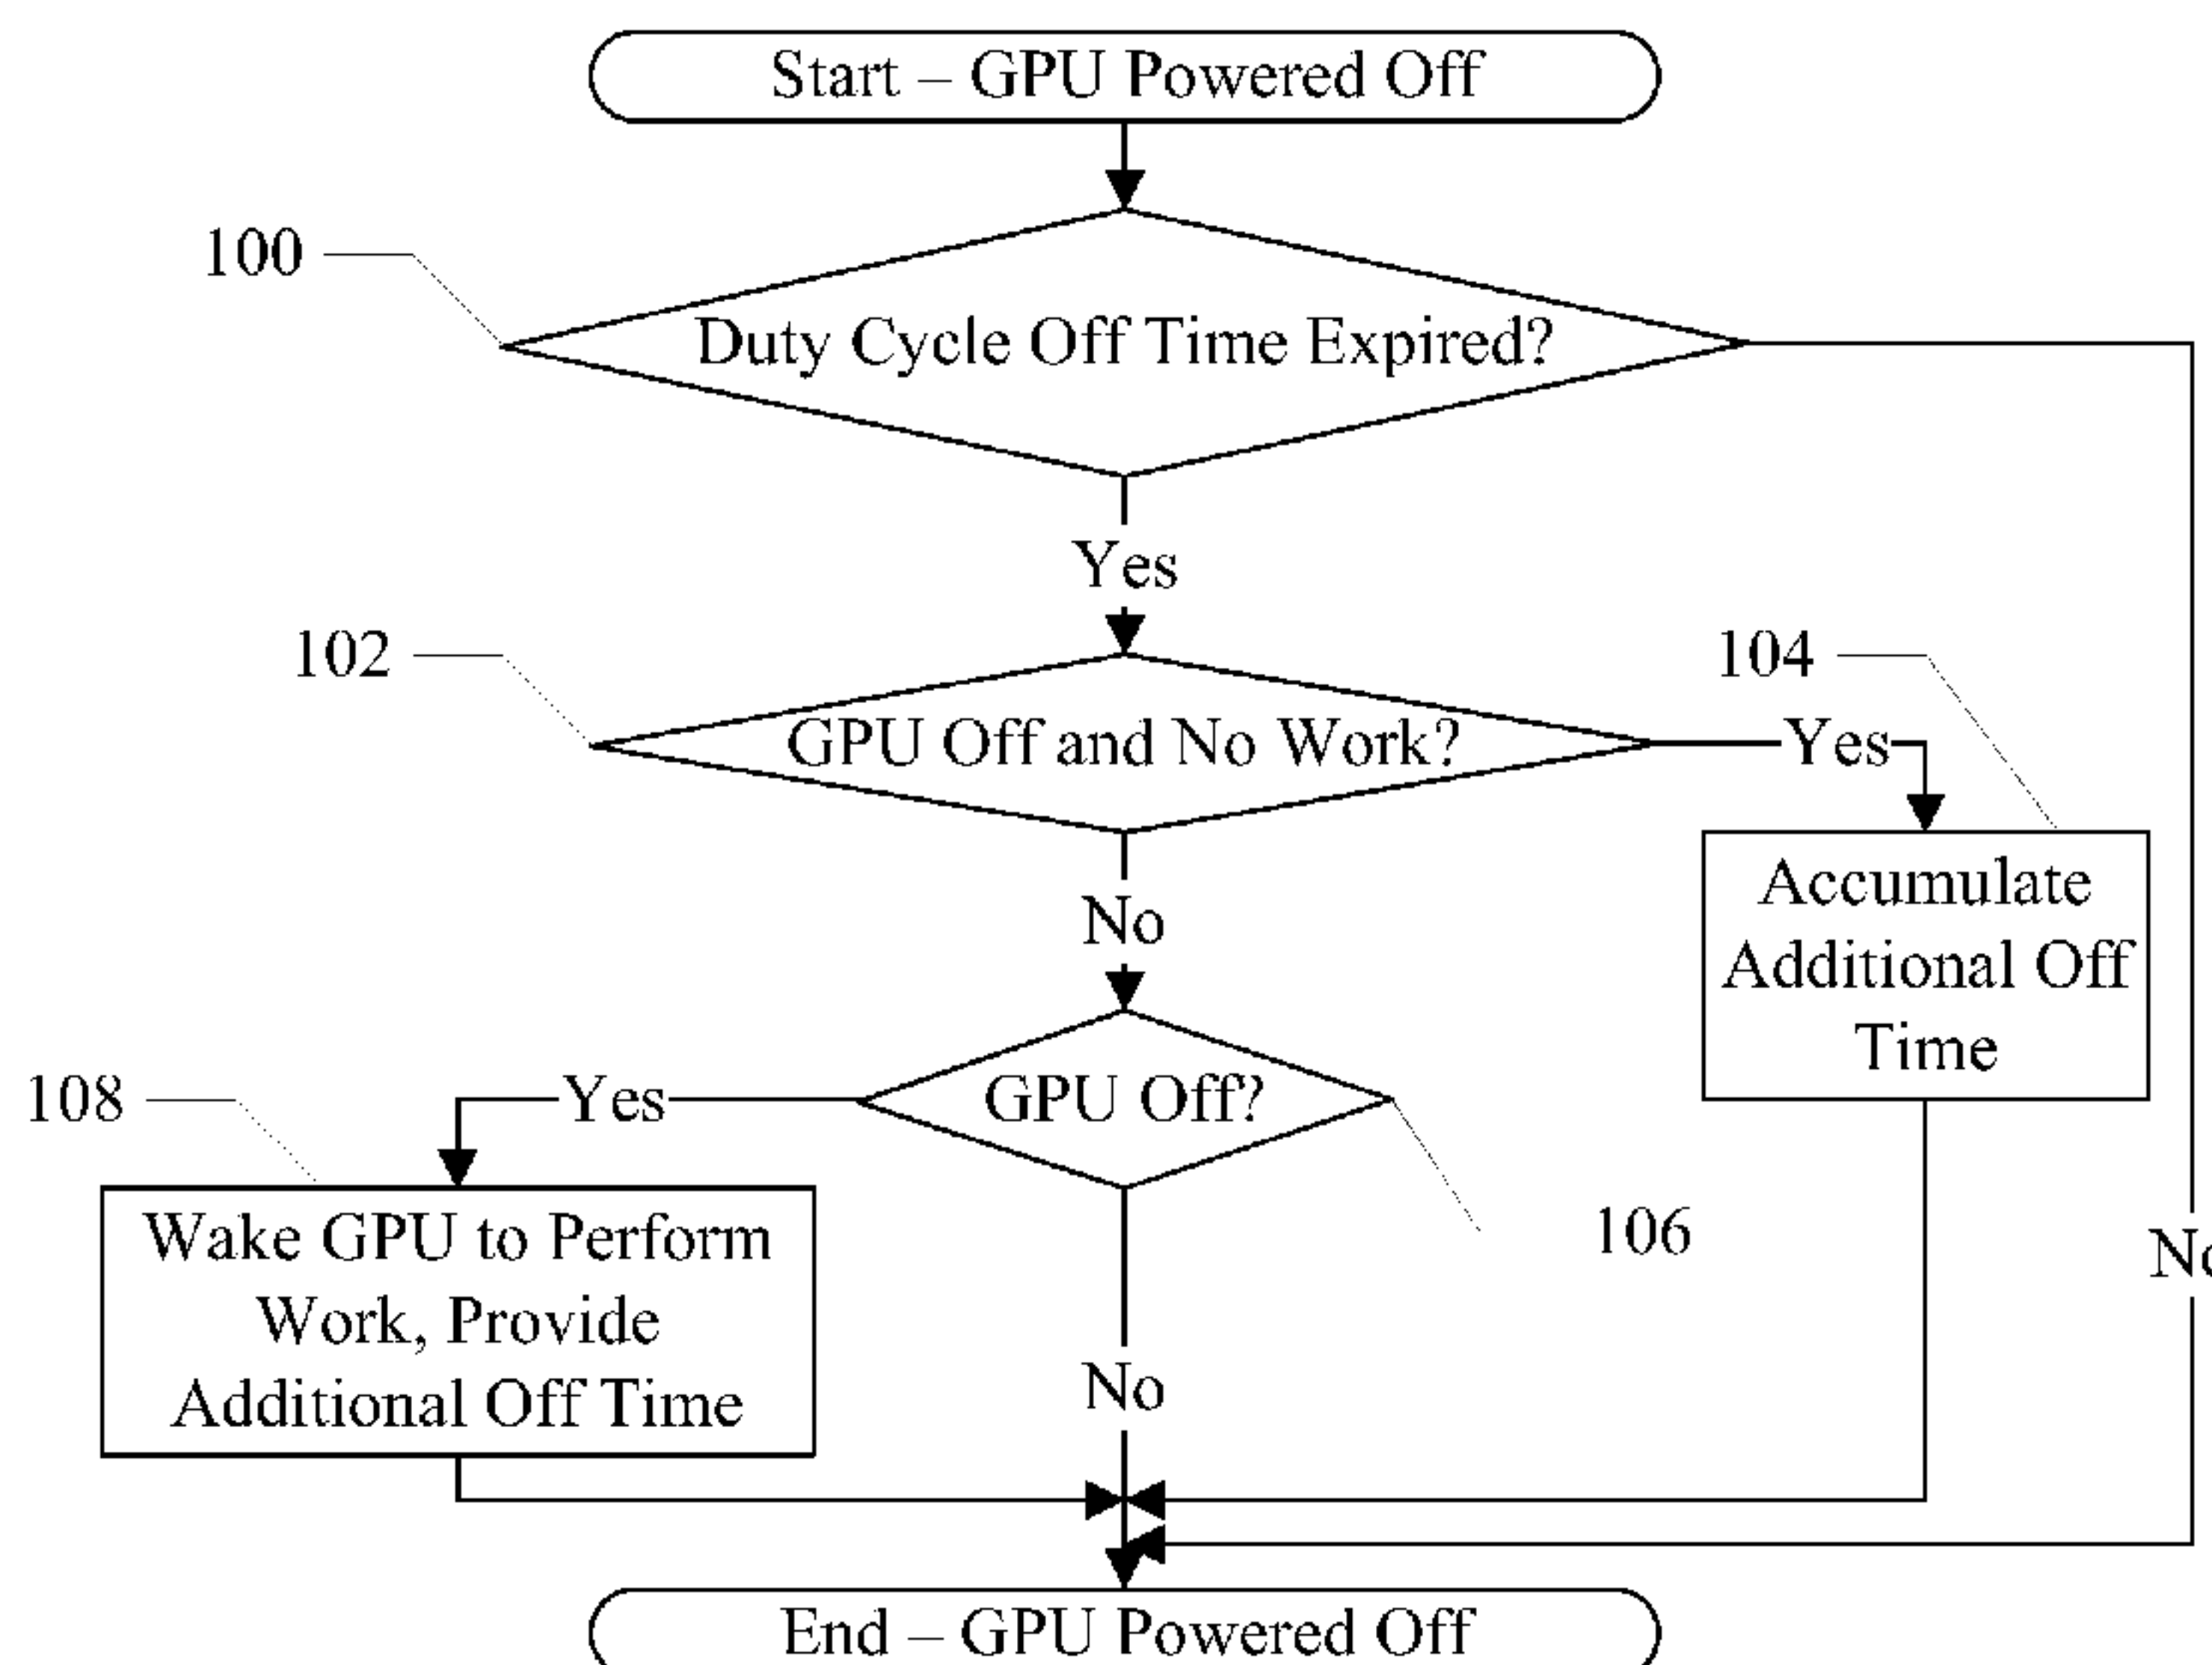 Start – GPU Powered Off
100
Duty Cycle Off Time Expired?
Yes
102
104
GPU Off and No Work?
Yes
Accumulate
Additional Off
Time
No
108
Yes
GPU Off?
106
Wake GPU to Perform
Work, Provide
Additional Off Time
No
No
End – GPU Powered Off